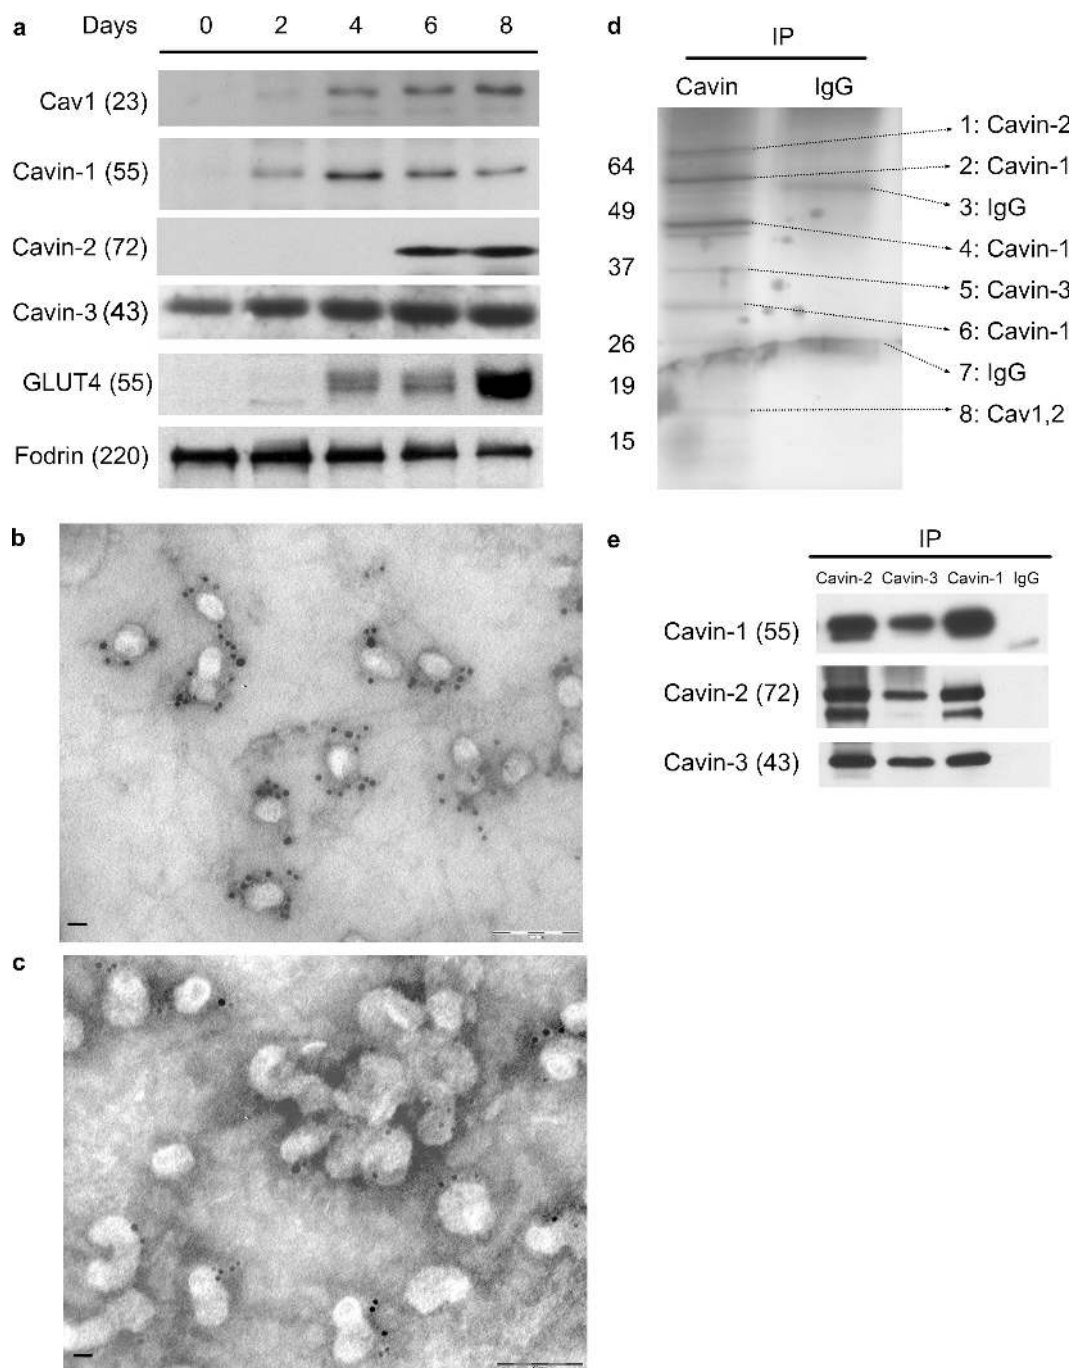 a Days 0 2 4 6 8
Cav1 (23)
Cavin-1 (55)
Cavin-2 (72)
Cavin-3 (43)
GLUT4 (55)
Fodrin (220)
b
c
d
IP
Cavin IgG
64
49
37
26
19
15
1: Cavin-2
2: Cavin-1
3: IgG
4: Cavin-1
5: Cavin-3
6: Cavin-1
7: IgG
8: Cav1,2
e
IP
Cavin-2 Cavin-3 Cavin-1 IgG
Cavin-1 (55)
Cavin-2 (72)
Cavin-3 (43)